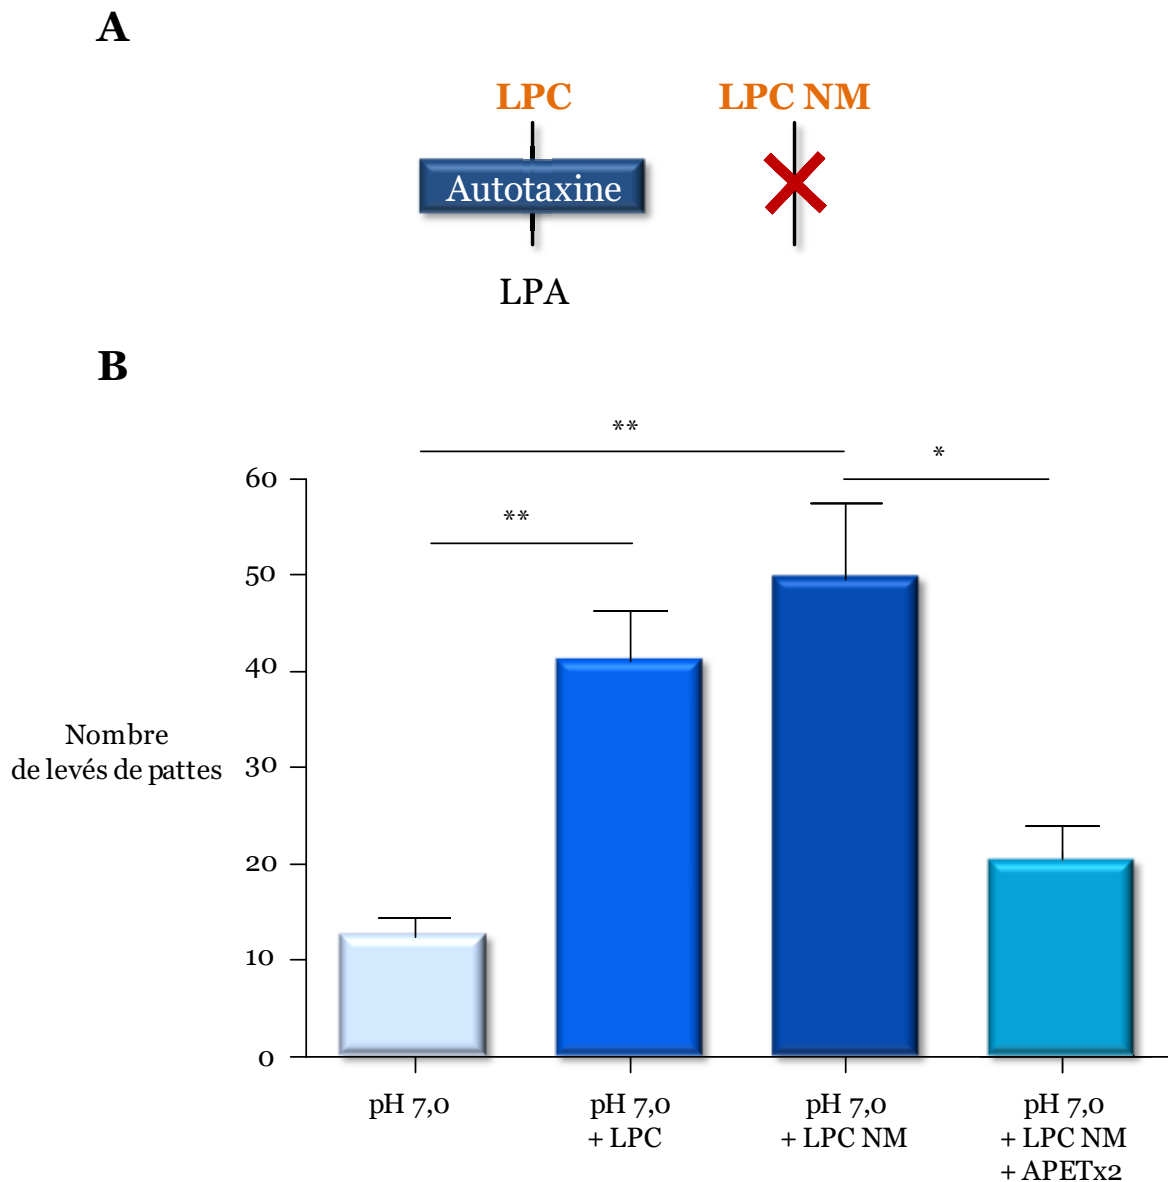 A
LPC
LPC NM
Autotaxine
LPA
B
**
**
*
60
50
40
30
20
10
0
Nombre
de levés de pattes
pH 7,0
pH 7,0
+ LPC
pH 7,0
+ LPC NM
pH 7,0
+ LPC NM
+ APETx2